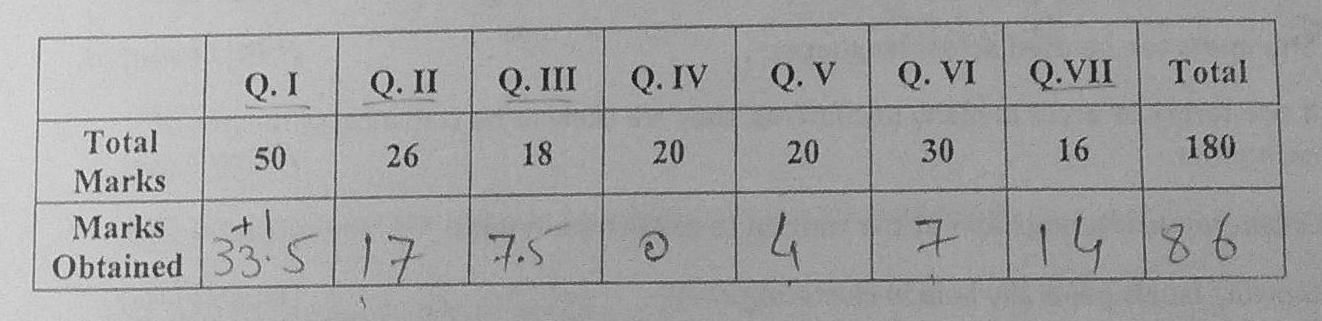 Q. I Q. II Q. III Q. IV Q. V Q. VI Q.VII Total
Total Marks 50 26 18 20 20 30 16 180
Marks Obtained +1 33.5 17 7.5 0 4 7 14 86